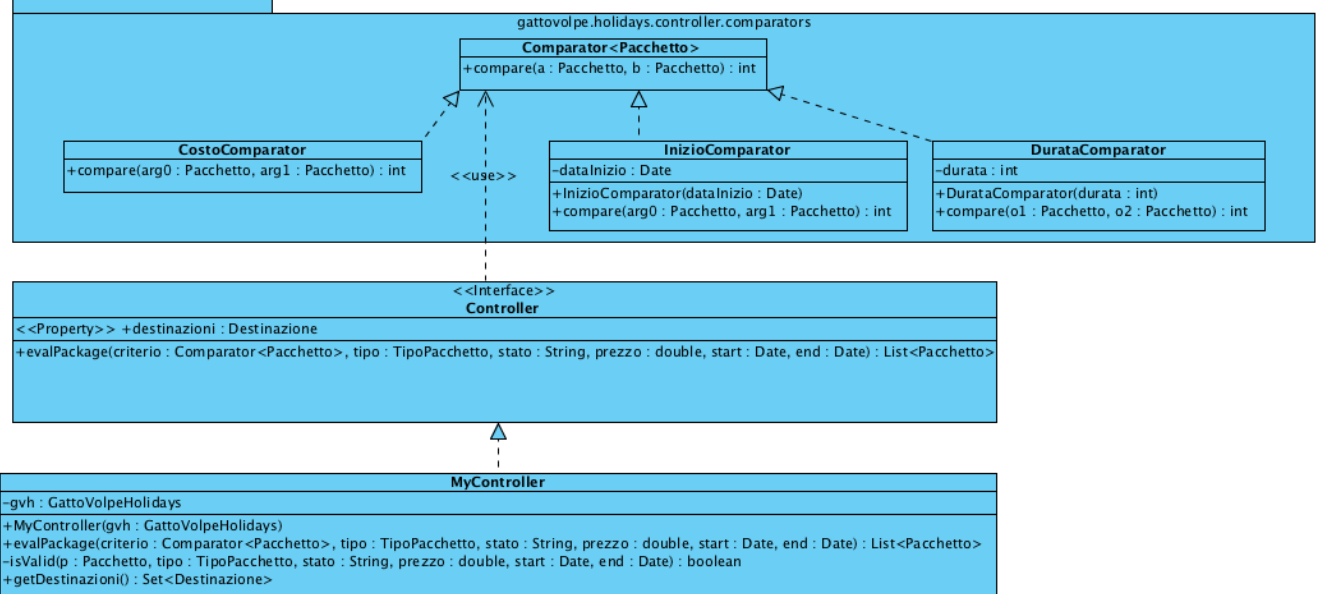 gattovolpe.holidays.controller.comparators
Comparator<Pacchetto>
+compare(a : Pacchetto, b : Pacchetto) : int
CostoComparator
+compare(arg0 : Pacchetto, arg1 : Pacchetto) : int
<<use>>
InizioComparator
-dataInizio : Date
+InizioComparator(dataInizio : Date)
+compare(arg0 : Pacchetto, arg1 : Pacchetto) : int
DurataComparator
-durata : int
+DurataComparator(durata : int)
+compare(o1 : Pacchetto, o2 : Pacchetto) : int
<<Interface>>
Controller
<<Property>> +destinazioni : Destinazione
+evalPackage(criterio : Comparator<Pacchetto>, tipo : TipoPacchetto, stato : String, prezzo : double, start : Date, end : Date) : List<Pacchetto>
MyController
-gvh : GattoVolpeHolidays
+MyController(gvh : GattoVolpeHolidays)
+evalPackage(criterio : Comparator<Pacchetto>, tipo : TipoPacchetto, stato : String, prezzo : double, start : Date, end : Date) : List<Pacchetto>
-isValid(p : Pacchetto, tipo : TipoPacchetto, stato : String, prezzo : double, start : Date, end : Date) : boolean
+getDestinazioni() : Set<Destinazione>